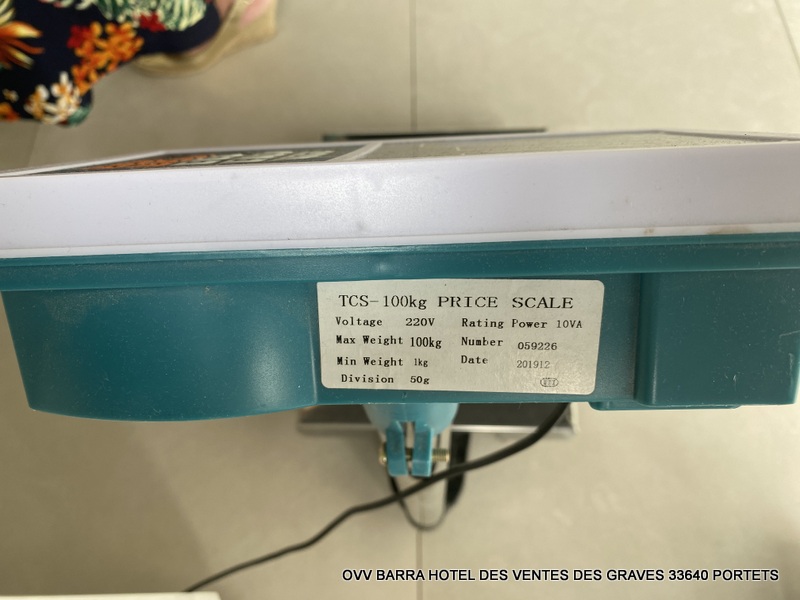 TCS-100kg PRICE SCALE
Voltage 220V Rating Power 10VA
Max Weight 100kg Number 059226
Min Weight 1kg Date 201912
Division 50g
OVV BARRA HOTEL DES VENTES DES GRAVES 33640 PORTETS